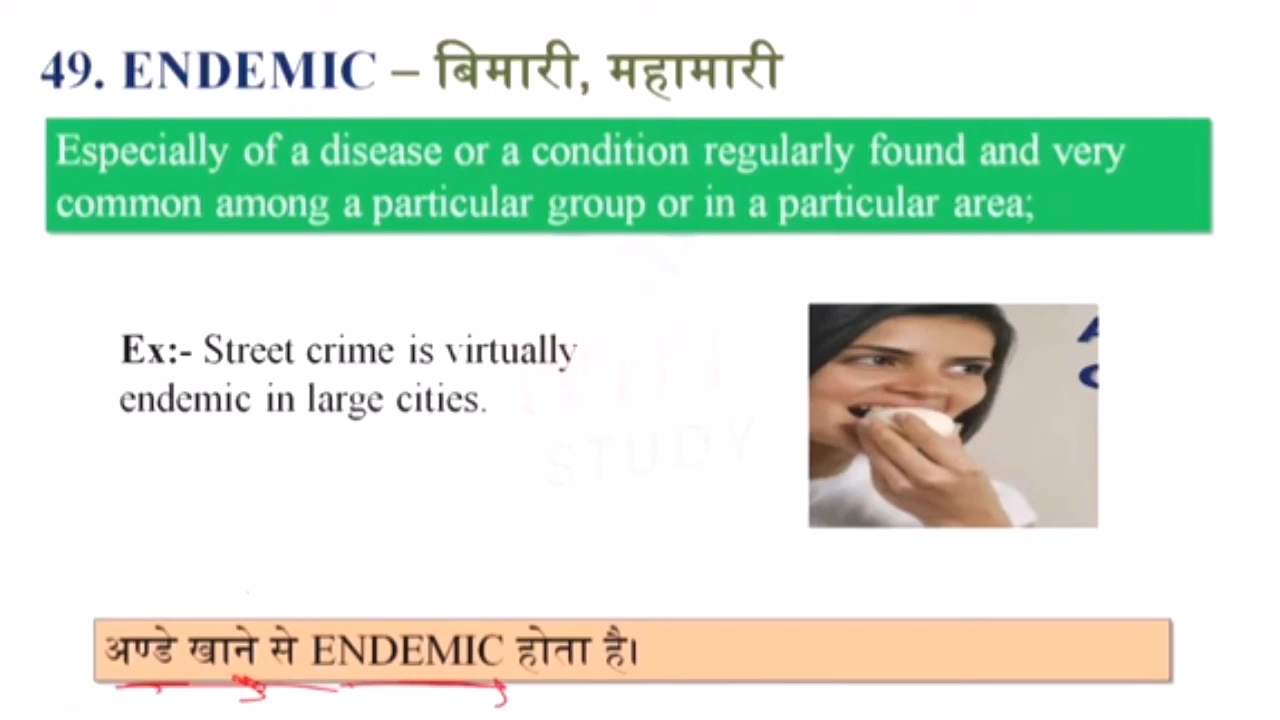 49. ENDEMIC – बिमारी, महामारी
Especially of a disease or a condition regularly found and very
common among a particular group or in a particular area;
Ex:- Street crime is virtually
endemic in large cities.
STUDY
अण्डे खाने से ENDEMIC होता है।